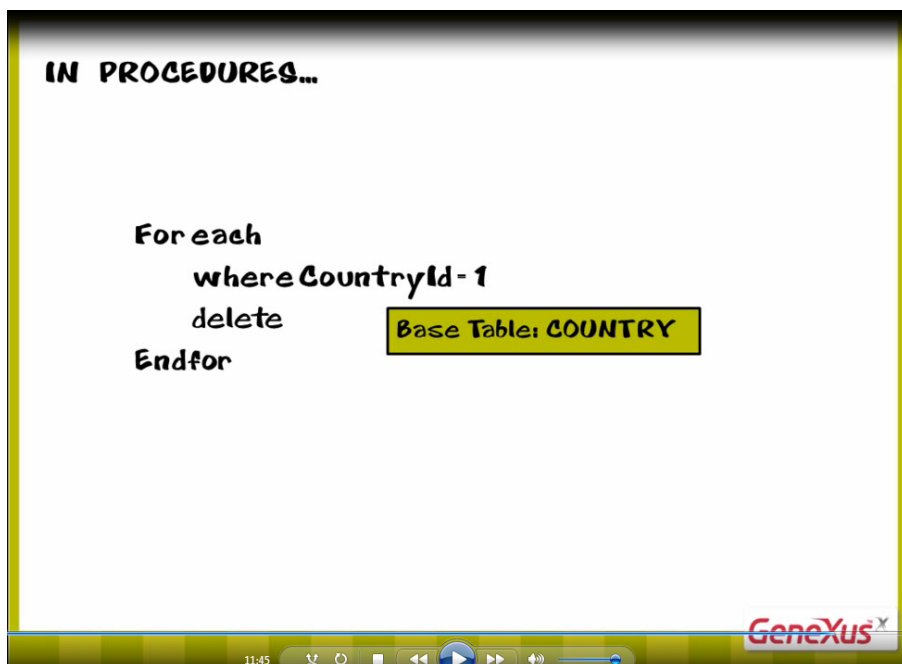 IN PROCEDURES...
For each
where CountryId = 1
delete
Base Table: COUNTRY
Endfor
GeneXus X
11:45